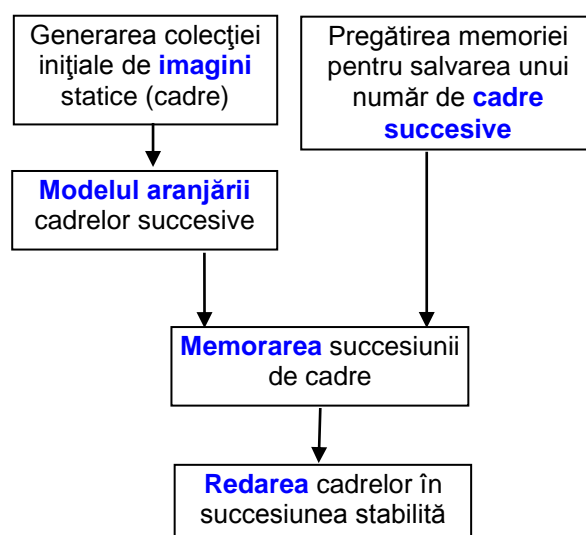 Generarea colecţiei
iniţiale de imagini
statice (cadre)
Pregătirea memoriei
pentru salvarea unui
număr de cadre
succesive
Modelul aranjării
cadrelor succesive
Memorarea succesiunii
de cadre
Redarea cadrelor în
succesiunea stabilită